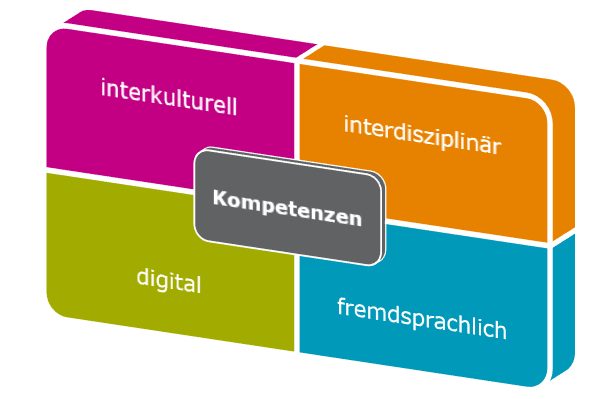 interkulturell
interdisziplinär
Kompetenzen
digital
fremdsprachlich